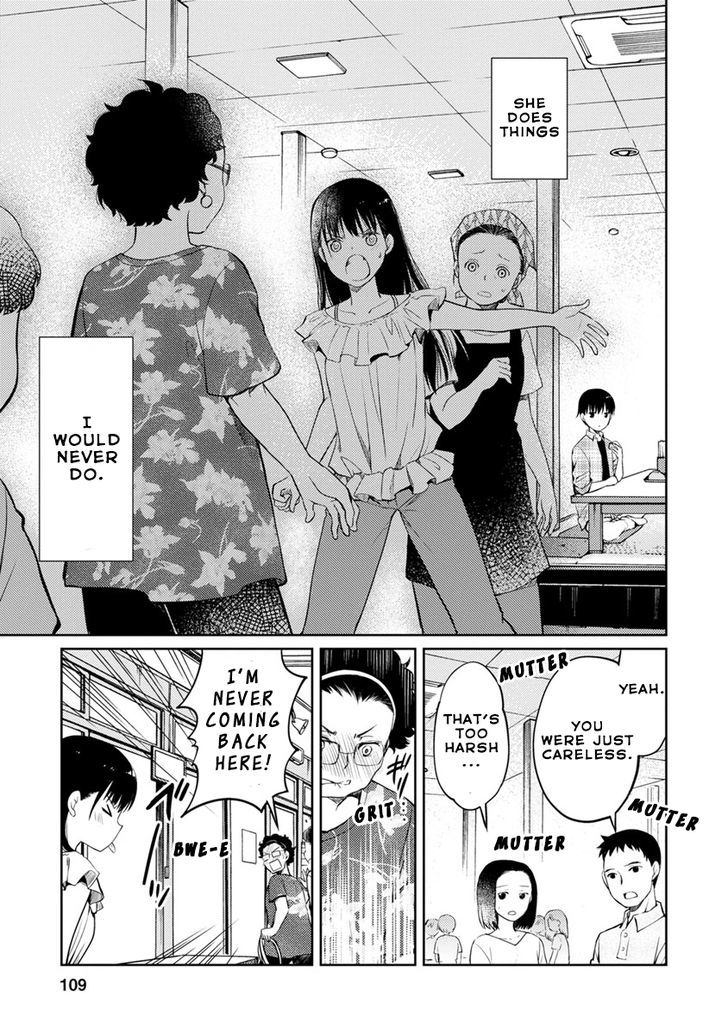 SHE
DOES
THINGS
I
WOULD
NEVER
DO.
YEAH.
YOU
WERE JUST
CARELESS.
MUTTER
MUTTER
THAT'S
TOO
HARSH
...
MUTTER
GRIT
I'M
NEVER
COMING
BACK
HERE!
BWE-E
109